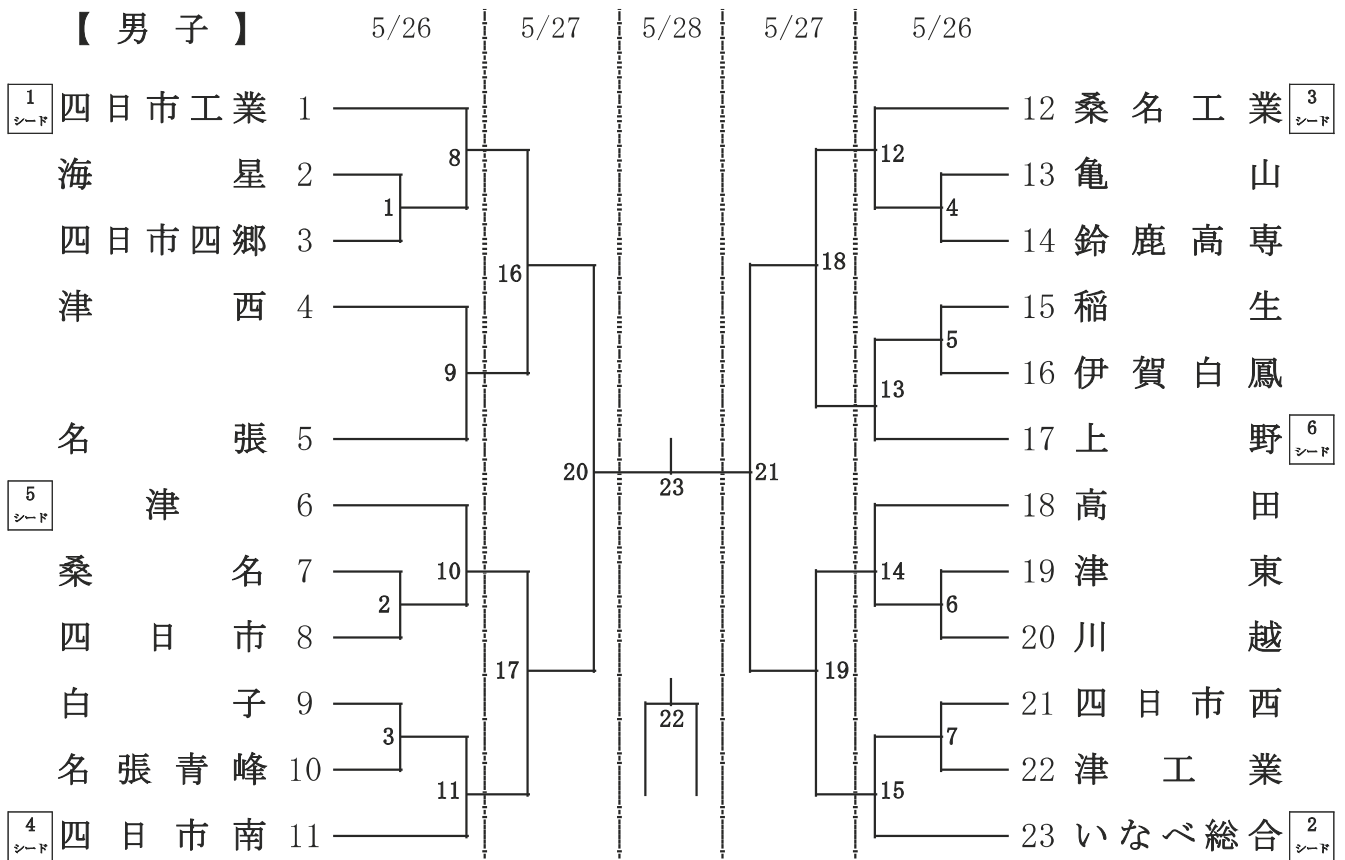 【男子】 5/26 5/27 5/28 5/27 5/26
1 シード 四日市工業 1 12 桑名工業 3 シード
8 12
海星 2 13 亀山
1 4
四日市四郷 3 14 鈴鹿高専
16 18
津西 4 15 稲生
5
9 16 伊賀白鳳
13
名張 5 17 上野 6 シード
20 23 21
5 シード 津 6 18 高田
桑名 7 10 14 19 津東
2 6
四日市 8 20 川越
17 19
白子 9 21 四日市西
22
3 7
名張青峰 10 22 津工業
11 15
4 シード 四日市南 11 23 いなべ総合 2 シード